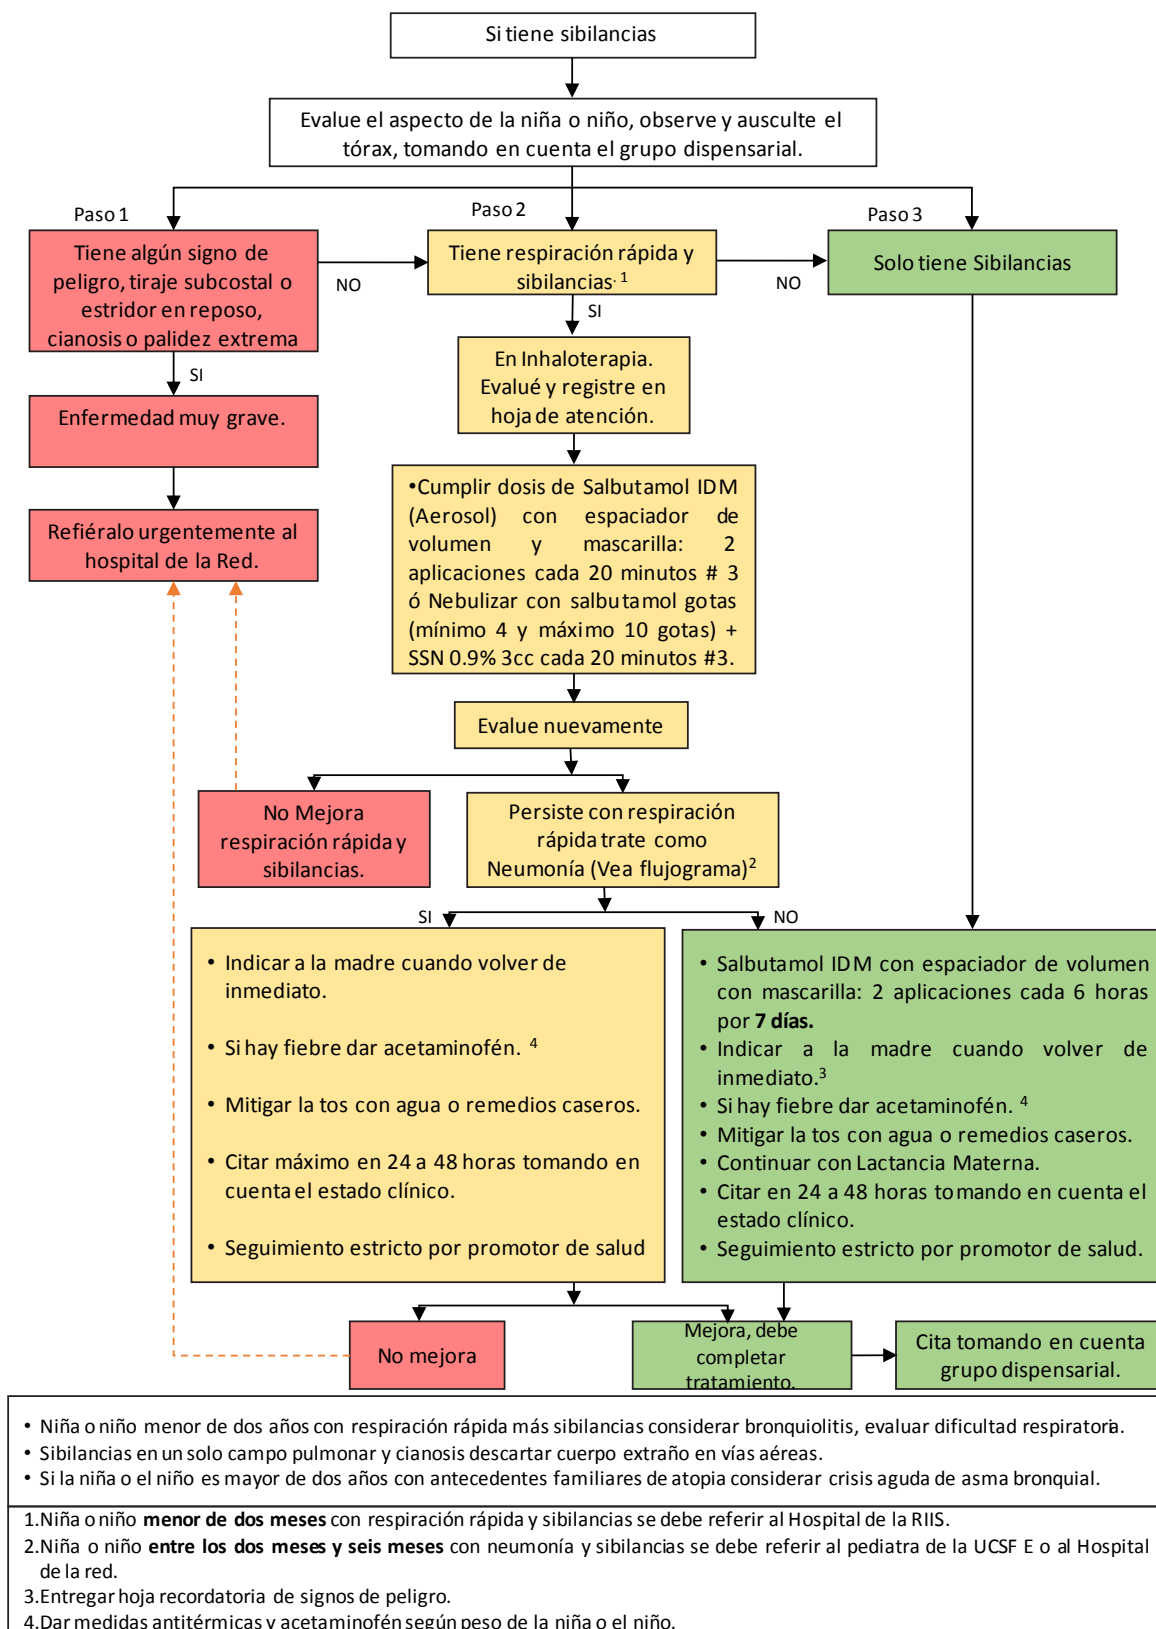 Si tiene sibilancias
Evalue el aspecto de la niña o niño, observe y ausculte el
tórax, tomando en cuenta el grupo dispensarial.
Paso 1
Paso 2
Paso 3
Tiene algún signo de
peligro, tiraje subcostal o
estridor en reposo,
cianosis o palidez extrema
NO
Tiene respiración rápida y
sibilancias. 1
NO
Solo tiene Sibilancias
SI
SI
Enfermedad muy grave.
En Inhaloterapia.
Evalué y registre en
hoja de atención.
Refiéralo urgentemente al
hospital de la Red.
•Cumplir dosis de Salbutamol IDM
(Aerosol) con espaciador de
volumen y mascarilla: 2
aplicaciones cada 20 minutos # 3
ó Nebulizar con salbutamol gotas
(mínimo 4 y máximo 10 gotas) +
SSN 0.9% 3cc cada 20 minutos #3.
Evalue nuevamente
No Mejora
respiración rápida y
sibilancias.
Persiste con respiración
rápida trate como
Neumonía (Vea flujograma)2
SI
NO
• Indicar a la madre cuando volver de
inmediato.
• Si hay fiebre dar acetaminofén. 4
• Mitigar la tos con agua o remedios caseros.
• Citar máximo en 24 a 48 horas tomando en
cuenta el estado clínico.
• Seguimiento estricto por promotor de salud
• Salbutamol IDM con espaciador de volumen
con mascarilla: 2 aplicaciones cada 6 horas
por 7 días.
• Indicar a la madre cuando volver de
inmediato.3
• Si hay fiebre dar acetaminofén. 4
• Mitigar la tos con agua o remedios caseros.
• Continuar con Lactancia Materna.
• Citar en 24 a 48 horas tomando en cuenta el
estado clínico.
• Seguimiento estricto por promotor de salud.
No mejora
Mejora, debe
completar
tratamiento.
Cita tomando en cuenta
grupo dispensarial.
• Niña o niño menor de dos años con respiración rápida más sibilancias considerar bronquiolitis, evaluar dificultad respiratoria.
• Sibilancias en un solo campo pulmonar y cianosis descartar cuerpo extraño en vías aéreas.
• Si la niña o el niño es mayor de dos años con antecedentes familiares de atopia considerar crisis aguda de asma bronquial.
1.Niña o niño menor de dos meses con respiración rápida y sibilancias se debe referir al Hospital de la RIIS.
2.Niña o niño entre los dos meses y seis meses con neumonía y sibilancias se debe referir al pediatra de la UCSF E o al Hospital
de la red.
3.Entregar hoja recordatoria de signos de peligro.
4.Dar medidas antitérmicas y acetaminofén según peso de la niña o el niño.